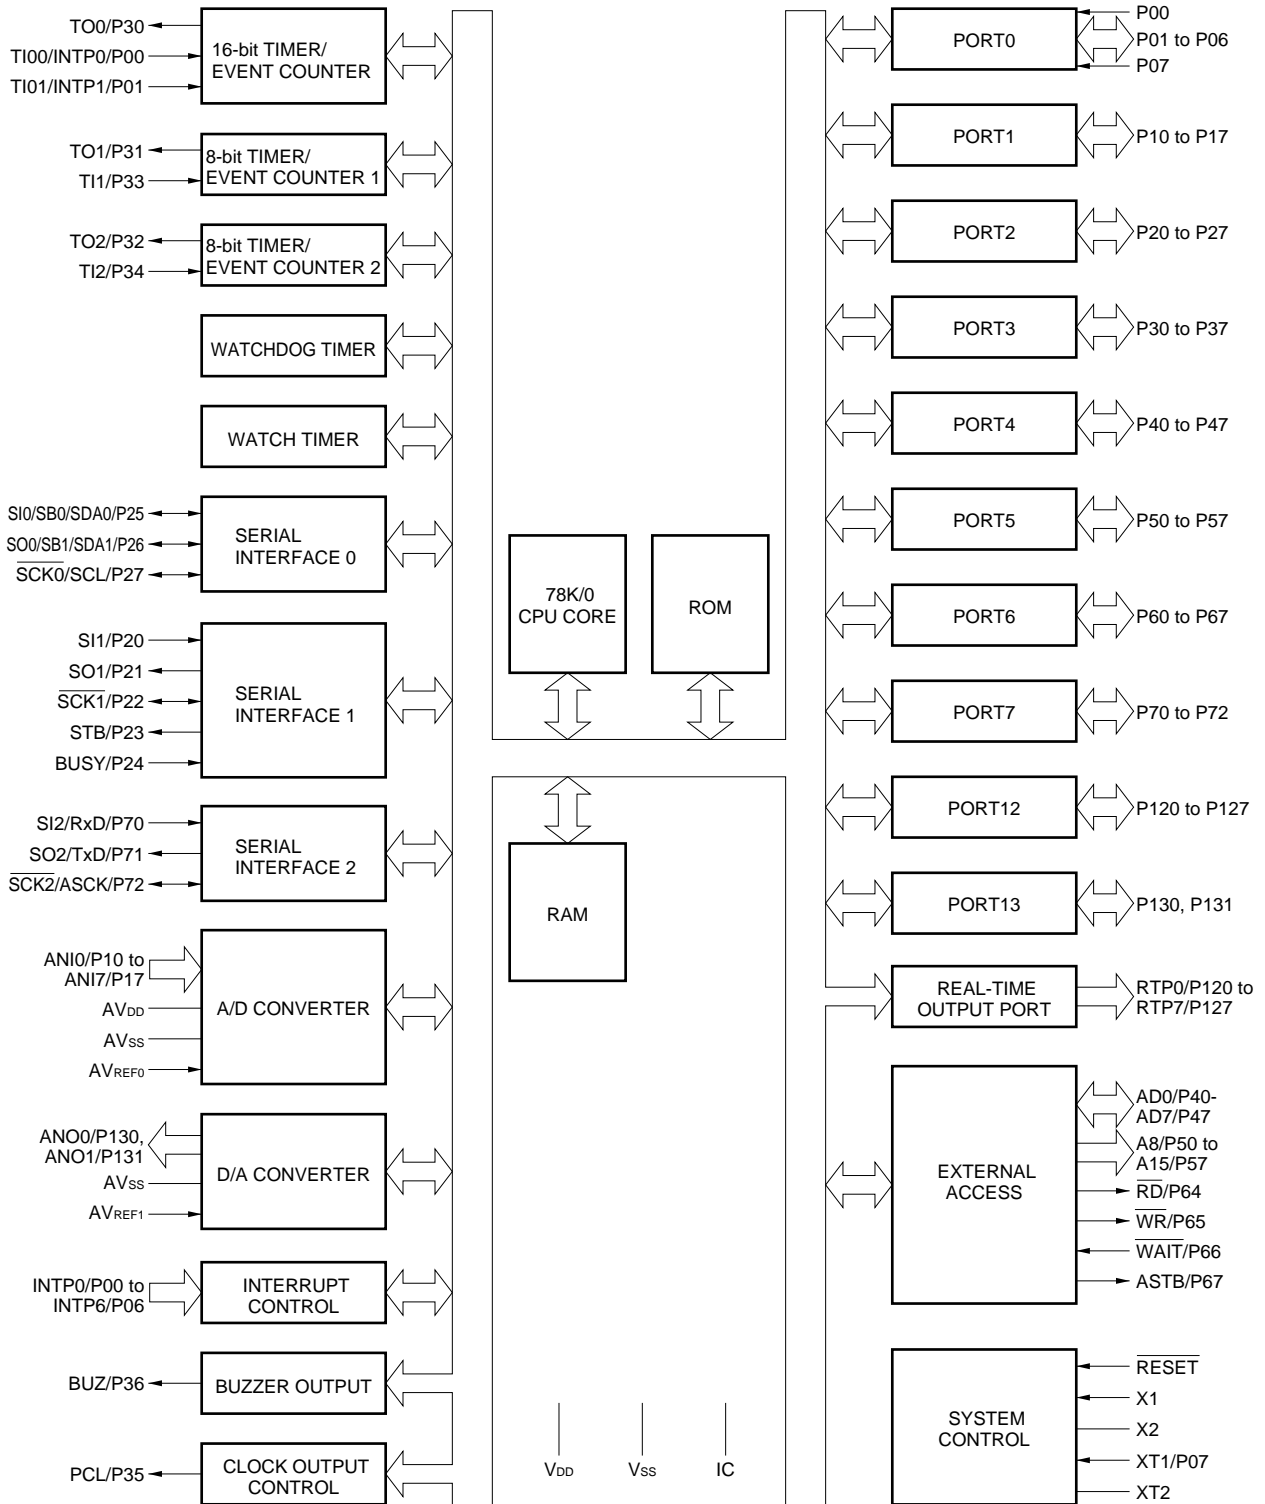 TO0/P30
TI00/INTP0/P00
TI01/INTP1/P01
16-bit TIMER/
EVENT COUNTER
TO1/P31
TI1/P33
8-bit TIMER/
EVENT COUNTER 1
TO2/P32
TI2/P34
8-bit TIMER/
EVENT COUNTER 2
WATCHDOG TIMER
WATCH TIMER
SI0/SB0/SDA0/P25
SO0/SB1/SDA1/P26
SCK0/SCL/P27
SERIAL
INTERFACE 0
SI1/P20
SO1/P21
SCK1/P22
STB/P23
BUSY/P24
SERIAL
INTERFACE 1
SI2/RxD/P70
SO2/TxD/P71
SCK2/ASCK/P72
SERIAL
INTERFACE 2
ANI0/P10 to
ANI7/P17
AVDD
AVSS
AVREF0
A/D CONVERTER
ANO0/P130,
ANO1/P131
AVSS
AVREF1
D/A CONVERTER
INTP0/P00 to
INTP6/P06
INTERRUPT
CONTROL
BUZ/P36
BUZZER OUTPUT
PCL/P35
CLOCK OUTPUT
CONTROL
78K/0
CPU CORE
ROM
RAM
VDD
VSS
IC
PORT0
P00
P01 to P06
P07
PORT1
P10 to P17
PORT2
P20 to P27
PORT3
P30 to P37
PORT4
P40 to P47
PORT5
P50 to P57
PORT6
P60 to P67
PORT7
P70 to P72
PORT12
P120 to P127
PORT13
P130, P131
REAL-TIME
OUTPUT PORT
RTP0/P120 to
RTP7/P127
EXTERNAL
ACCESS
AD0/P40-
AD7/P47
A8/P50 to
A15/P57
RD/P64
WR/P65
WAIT/P66
ASTB/P67
SYSTEM
CONTROL
RESET
X1
X2
XT1/P07
XT2